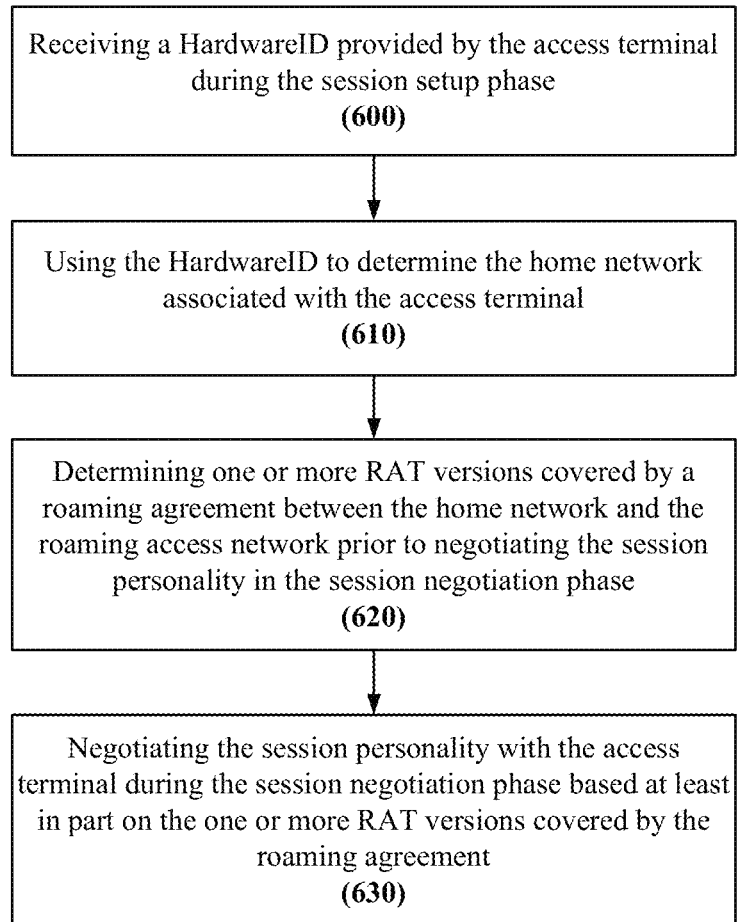 Receiving a HardwareID provided by the access terminal
during the session setup phase
(600)
Using the HardwareID to determine the home network
associated with the access terminal
(610)
Determining one or more RAT versions covered by a
roaming agreement between the home network and the
roaming access network prior to negotiating the session
personality in the session negotiation phase
(620)
Negotiating the session personality with the access
terminal during the session negotiation phase based at least
in part on the one or more RAT versions covered by the
roaming agreement
(630)